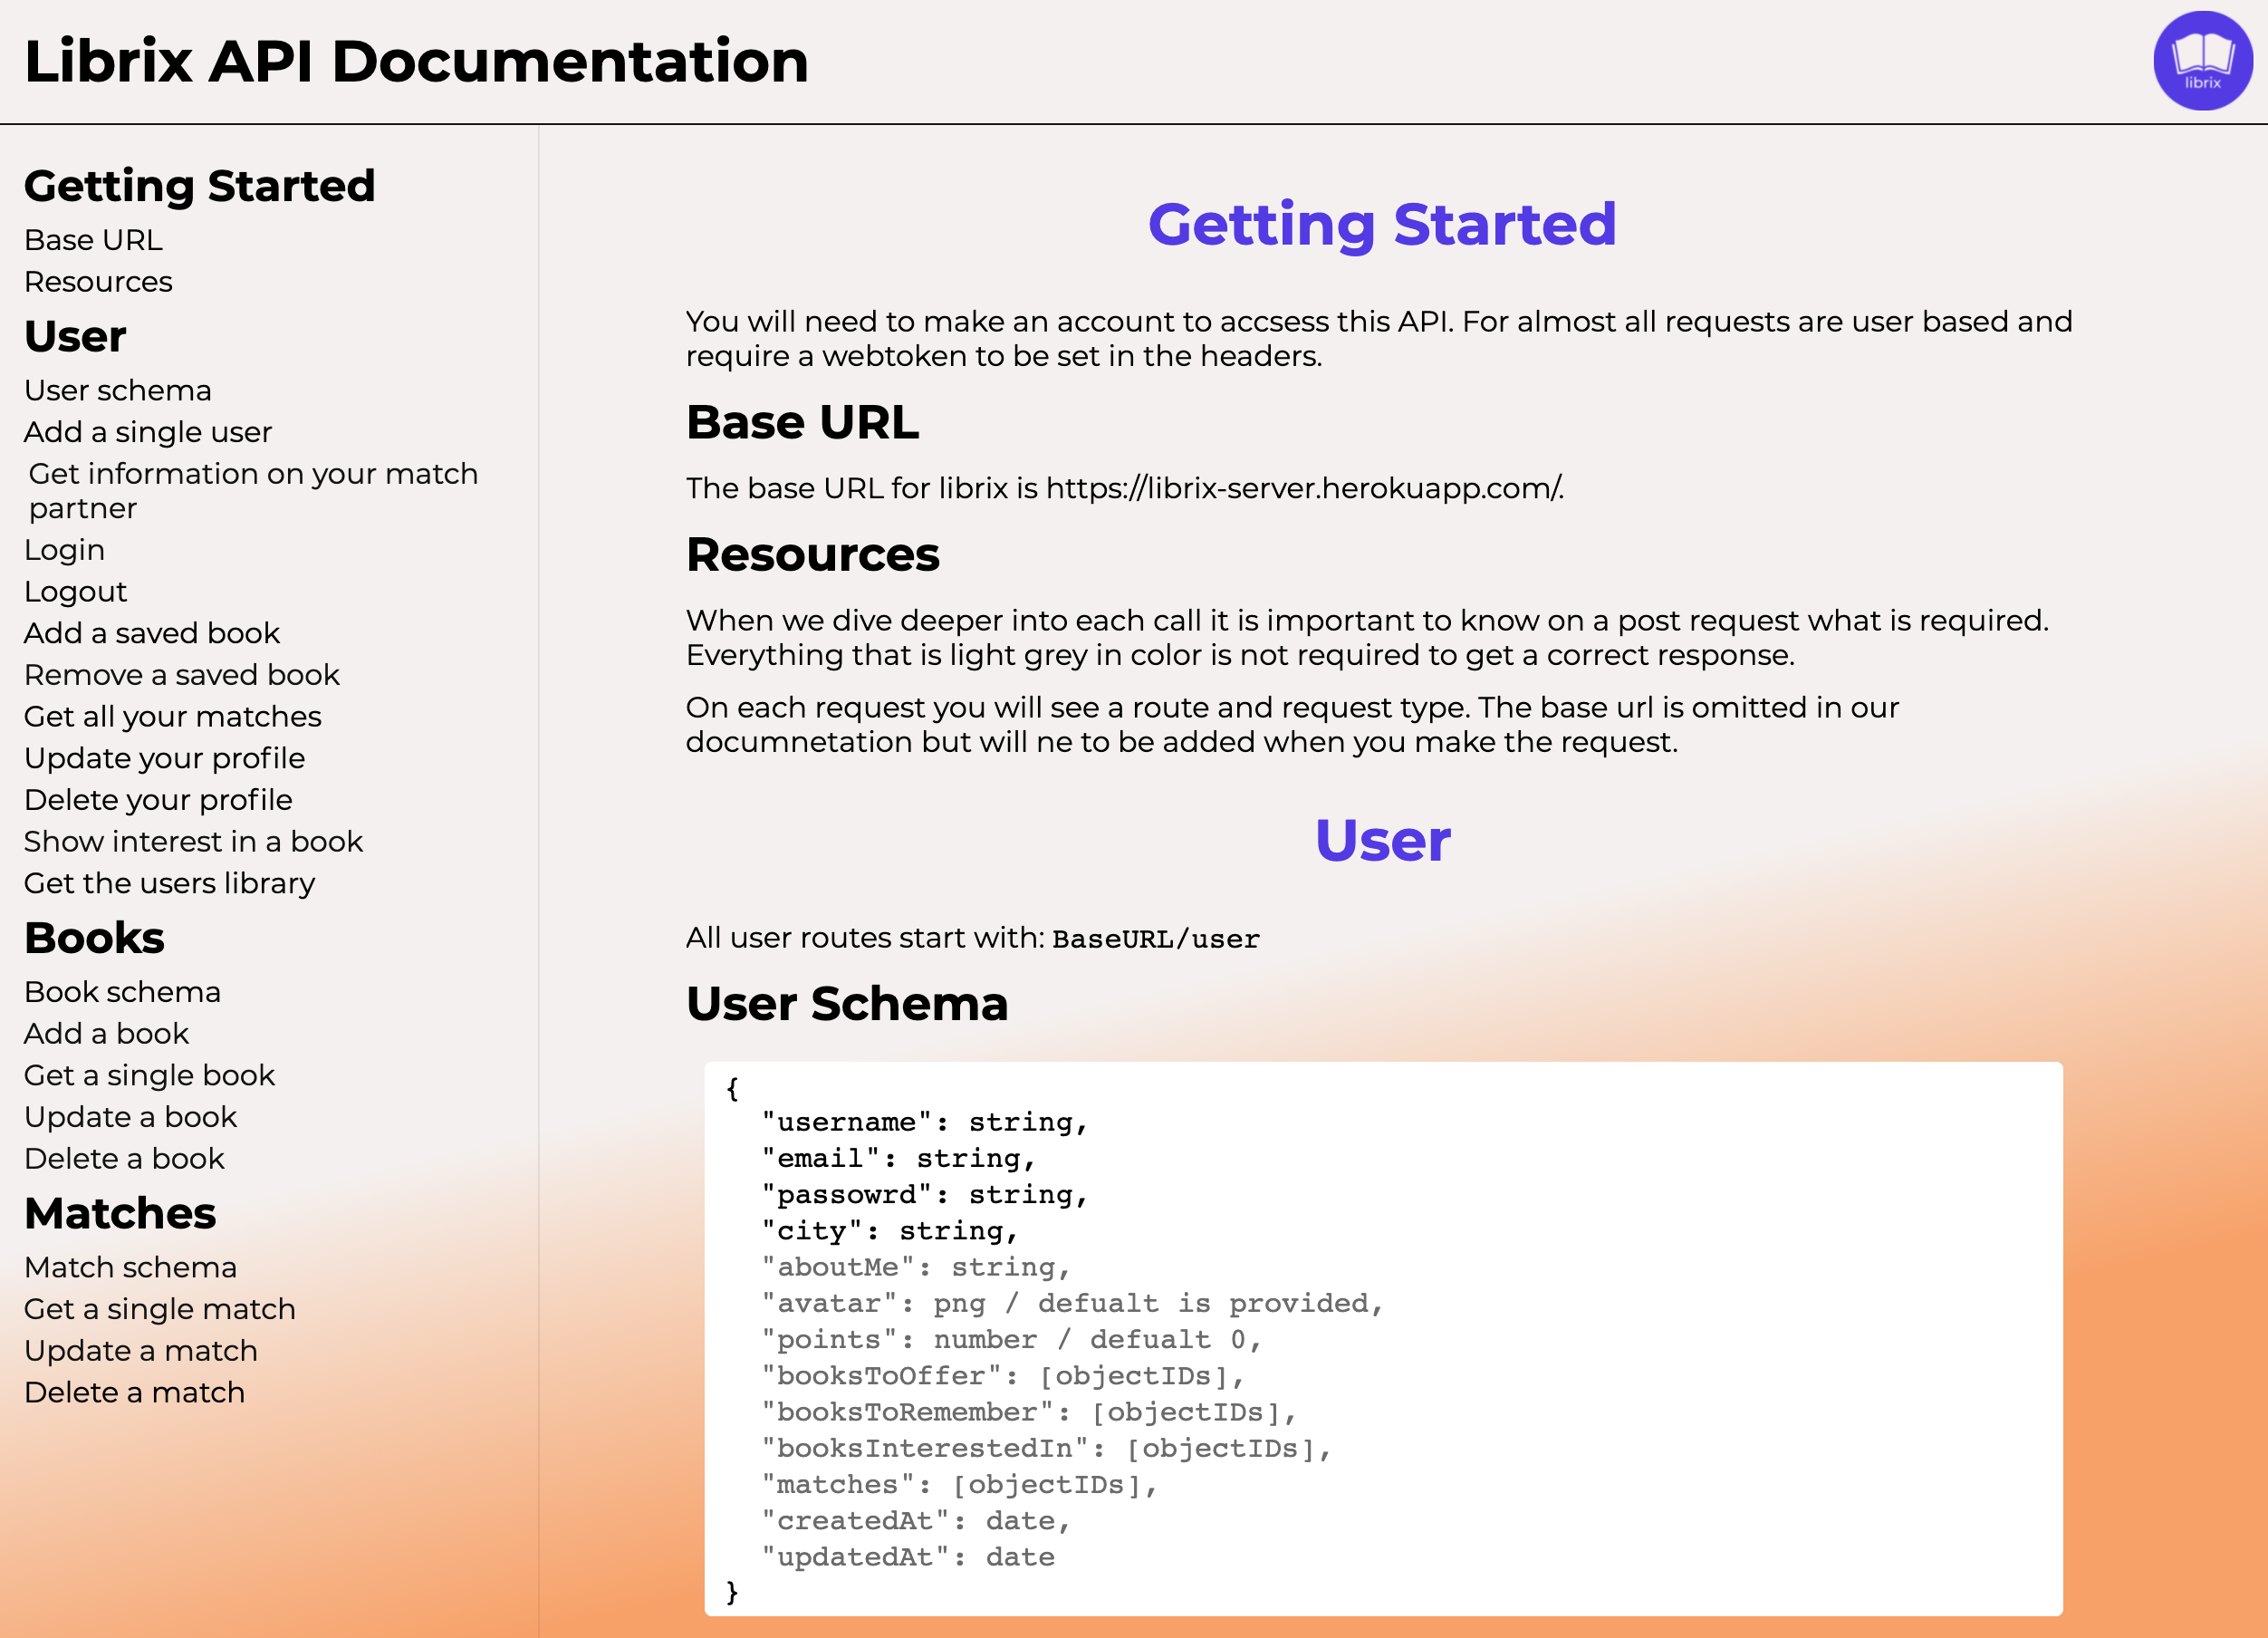 Librix API Documentation
librix
Getting Started
Base URL
Resources
User
User schema
Add a single user
Get information on your match
partner
Login
Logout
Add a saved book
Remove a saved book
Get all your matches
Update your profile
Delete your profile
Show interest in a book
Get the users library
Books
Book schema
Add a book
Get a single book
Update a book
Delete a book
Matches
Match schema
Get a single match
Update a match
Delete a match
Getting Started
You will need to make an account to accsess this API. For almost all requests are user based and
require a webtoken to be set in the headers.
Base URL
The base URL for librix is https://librix-server.herokuapp.com/.
Resources
When we dive deeper into each call it is important to know on a post request what is required.
Everything that is light grey in color is not required to get a correct response.
On each request you will see a route and request type. The base url is omitted in our
documnetation but will ne to be added when you make the request.
User
All user routes start with: BaseURL/user
User Schema
{
"username": string,
"email": string,
"passowrd": string,
"city": string,
"aboutMe": string,
"avatar": png / defualt is provided,
"points": number / defualt 0,
"booksToOffer": [objectIDs],
"booksToRemember": [objectIDs],
"booksInterestedIn": [objectIDs],
"matches": [objectIDs],
"createdAt": date,
"updatedAt": date
}